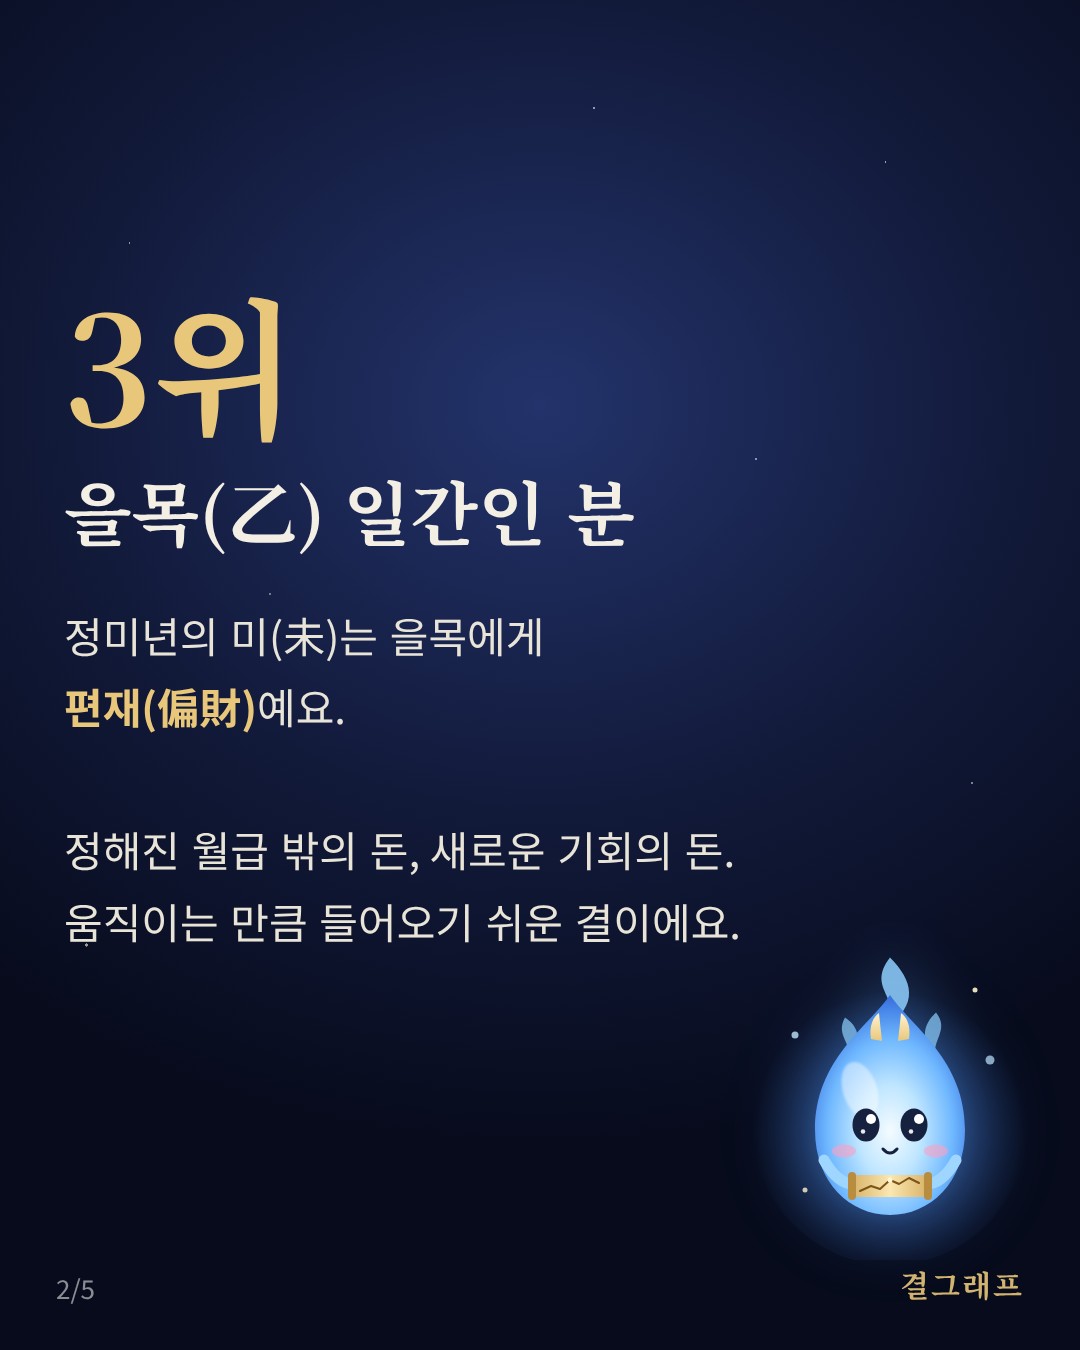 3위
을목(乙) 일간인 분
정미년의 미(未)는 을목에게
편재(偏財)예요.
정해진 월급 밖의 돈, 새로운 기회의 돈.
움직이는 만큼 들어오기 쉬운 결이에요.
2/5
결그래프